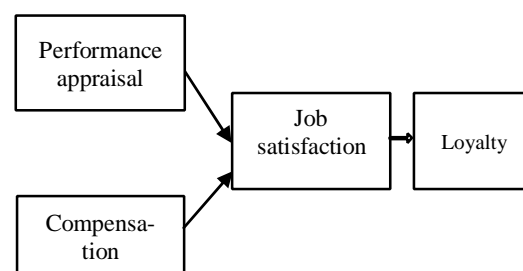 Performance
appraisal
Job
satisfaction
Loyalty
Compensa-
tion